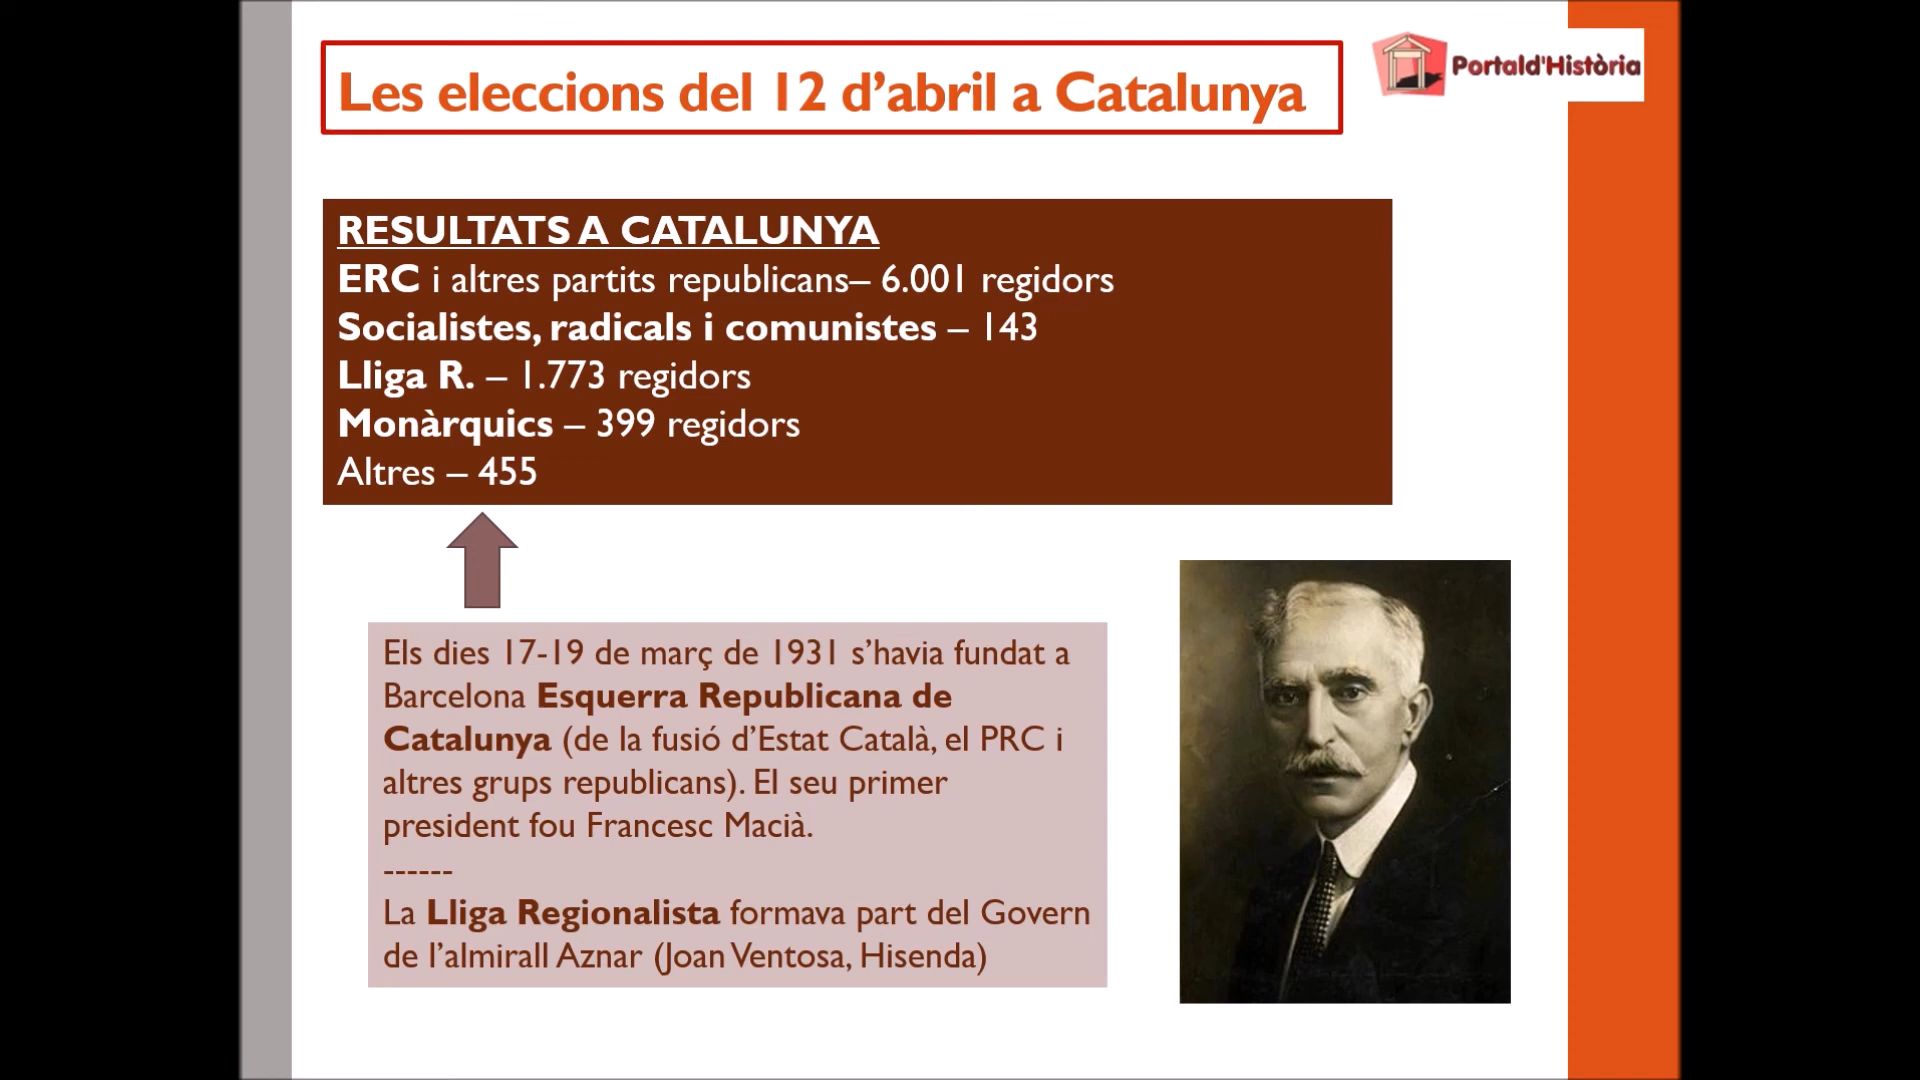 Les eleccions del 12 d’abril a Catalunya
Portald'Història
RESULTATS A CATALUNYA
ERC i altres partits republicans– 6.001 regidors
Socialistes, radicals i comunistes – 143
Lliga R. – 1.773 regidors
Monàrquics – 399 regidors
Altres – 455
Els dies 17-19 de març de 1931 s’havia fundat a
Barcelona Esquerra Republicana de
Catalunya (de la fusió d’Estat Català, el PRC i
altres grups republicans). El seu primer
president fou Francesc Macià.
------
La Lliga Regionalista formava part del Govern
de l’almirall Aznar (Joan Ventosa, Hisenda)